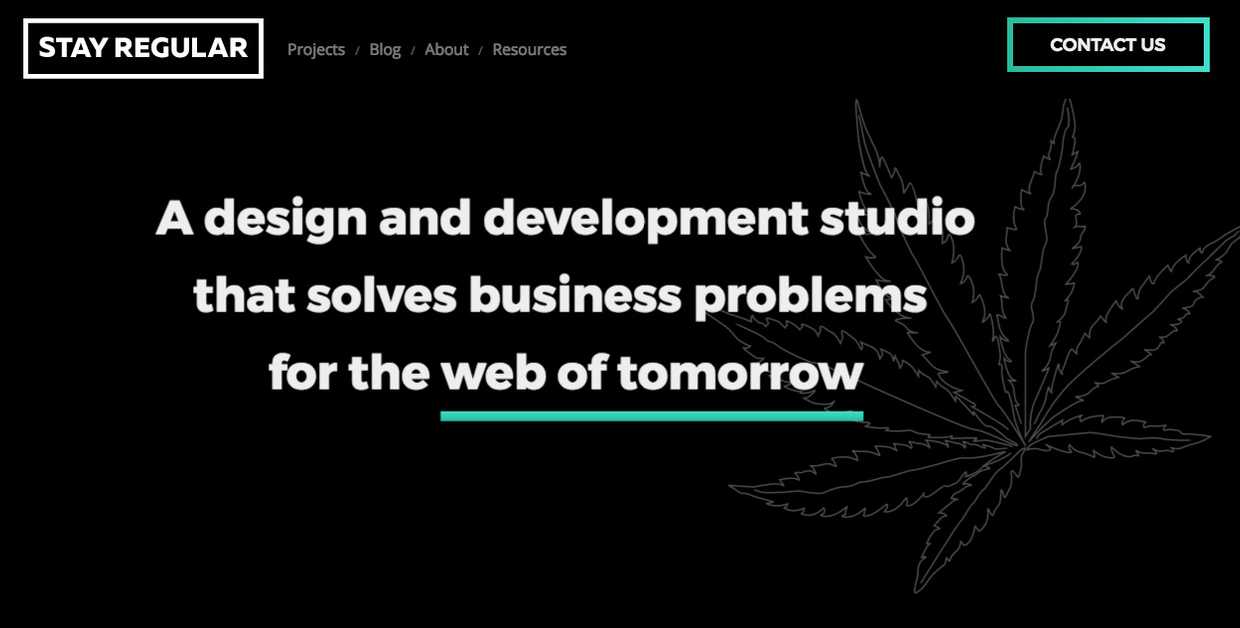 STAY REGULAR
Projects / Blog / About / Resources
CONTACT US
A design and development studio
that solves business problems
for the web of tomorrow